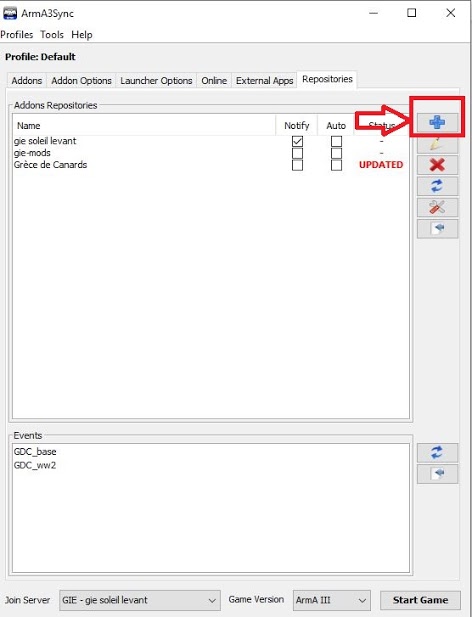 ArmA3Sync
Profiles Tools Help
Profile: Default
Addons Addon Options Launcher Options Online External Apps Repositories
Addons Repositories
Name Notify Auto Status
gie soleil levant -
gie-mods -
Grèce de Canards UPDATED
Events
GDC_base
GDC_ww2
Join Server GIE - gie soleil levant Game Version ArmA III Start Game